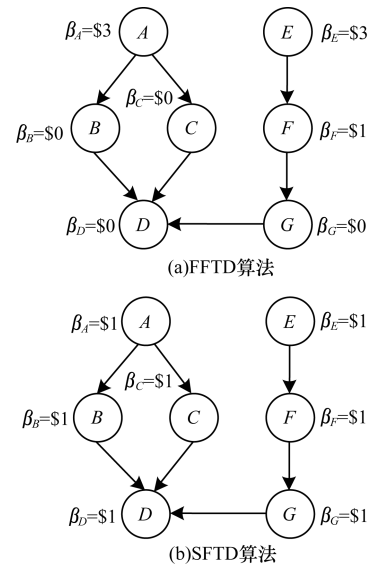 β_A=$3 A E β_E=$3
β_C=$0
β_B=$0 B C F β_F=$1
β_D=$0 D G β_G=$0
(a)FFTD算法
β_A=$1 A E β_E=$1
β_C=$1
β_B=$1 B C F β_F=$1
β_D=$1 D G β_G=$1
(b)SFTD算法